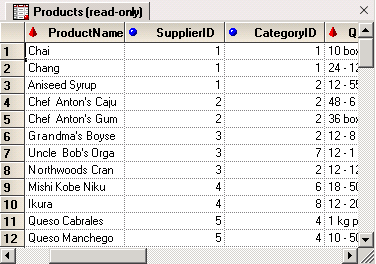 Products (read-only)
ProductName SupplierID CategoryID Q
1 Chai 1 1 10 box
2 Chang 1 1 24 - 12
3 Aniseed Syrup 1 2 12 - 55
4 Chef Anton's Caju 2 2 48 - 6
5 Chef Anton's Gum 2 2 36 box
6 Grandma's Boyse 3 2 12 - 8
7 Uncle Bob's Orga 3 7 12 - 1
8 Northwoods Cran 3 2 12 - 12
9 Mishi Kobe Niku 4 6 18 - 50
10 Ikura 4 8 12 - 20
11 Queso Cabrales 5 4 1 kg p
12 Queso Manchego 5 4 10 - 50